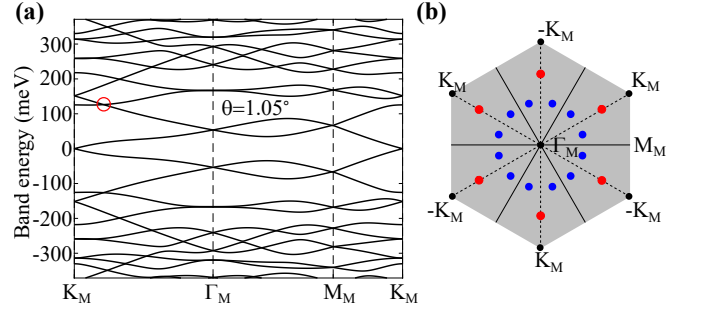 (a)
Band energy (meV)
300
200
100
0
-100
-200
-300
θ=1.05°
K_M
Γ_M
M_M
K_M
(b)
-K_M
K_M
K_M
Γ_M
M_M
-K_M
-K_M
K_M